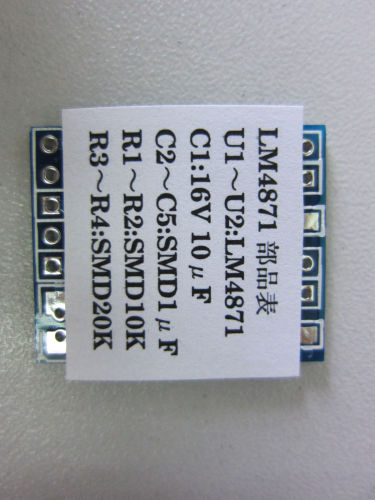 LM4871 部品表
U1～U2:LM4871
C1:16V 10μF
C2～C5:SMD1μF
R1～R2:SMD10K
R3～R4:SMD20K